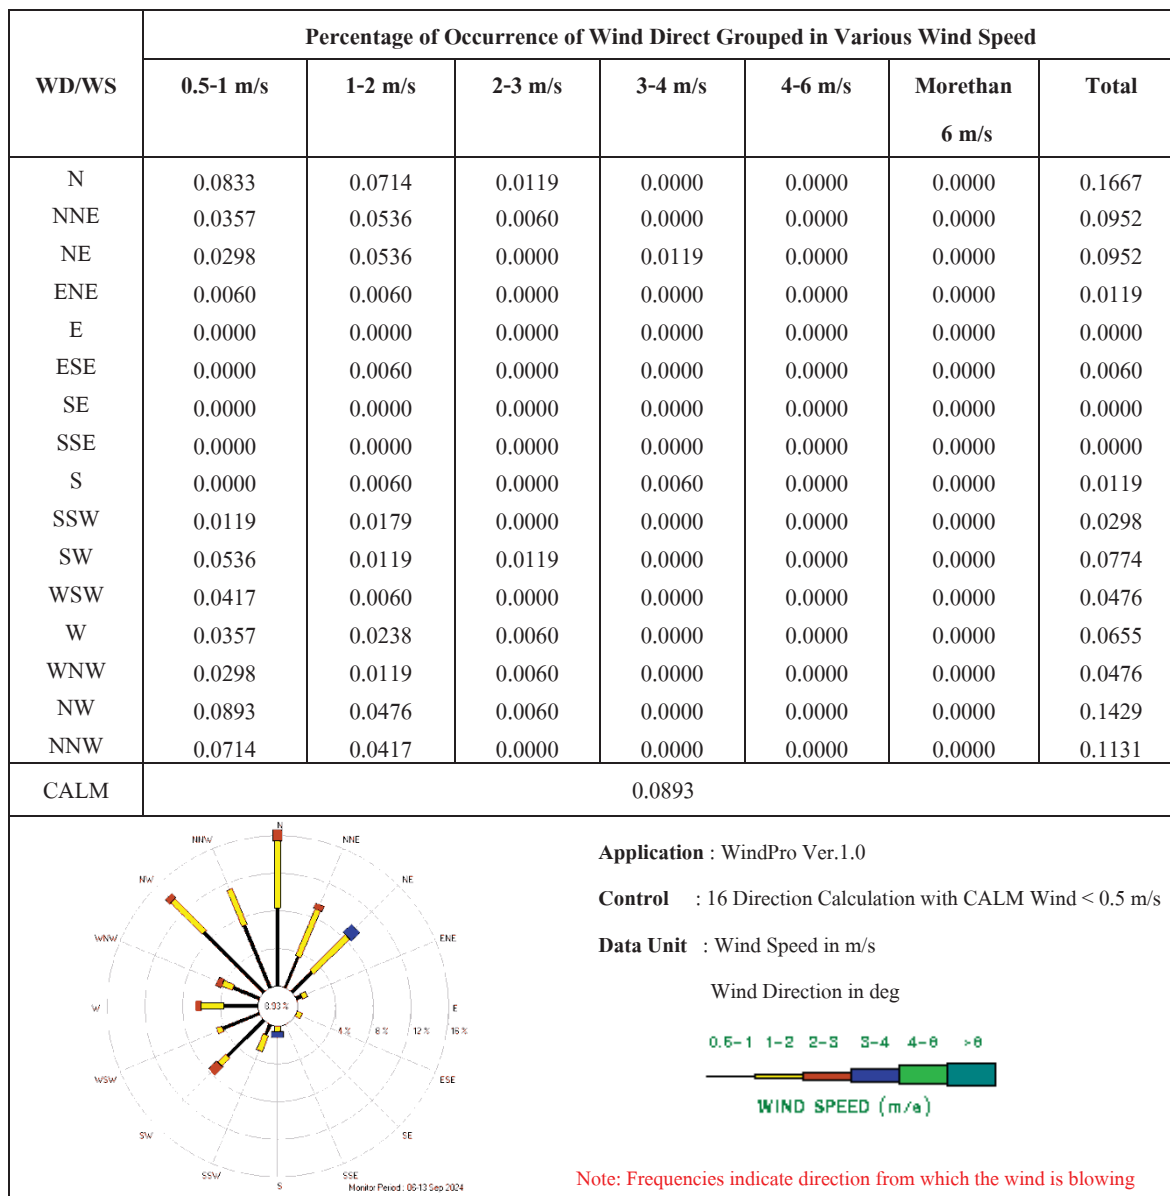 Percentage of Occurrence of Wind Direct Grouped in Various Wind Speed
WD/WS 0.5-1 m/s 1-2 m/s 2-3 m/s 3-4 m/s 4-6 m/s Morethan 6 m/s Total
N 0.0833 0.0714 0.0119 0.0000 0.0000 0.0000 0.1667
NNE 0.0357 0.0536 0.0060 0.0000 0.0000 0.0000 0.0952
NE 0.0298 0.0536 0.0000 0.0119 0.0000 0.0000 0.0952
ENE 0.0060 0.0060 0.0000 0.0000 0.0000 0.0000 0.0119
E 0.0000 0.0000 0.0000 0.0000 0.0000 0.0000 0.0000
ESE 0.0000 0.0060 0.0000 0.0000 0.0000 0.0000 0.0060
SE 0.0000 0.0000 0.0000 0.0000 0.0000 0.0000 0.0000
SSE 0.0000 0.0000 0.0000 0.0000 0.0000 0.0000 0.0000
S 0.0000 0.0060 0.0000 0.0060 0.0000 0.0000 0.0119
SSW 0.0119 0.0179 0.0000 0.0000 0.0000 0.0000 0.0298
SW 0.0536 0.0119 0.0119 0.0000 0.0000 0.0000 0.0774
WSW 0.0417 0.0060 0.0000 0.0000 0.0000 0.0000 0.0476
W 0.0357 0.0238 0.0060 0.0000 0.0000 0.0000 0.0655
WNW 0.0298 0.0119 0.0060 0.0000 0.0000 0.0000 0.0476
NW 0.0893 0.0476 0.0060 0.0000 0.0000 0.0000 0.1429
NNW 0.0714 0.0417 0.0000 0.0000 0.0000 0.0000 0.1131
CALM 0.0893
N
NNW NNE
NW NE
WNW ENE
W 8.93 % E
4 % 8 % 12 % 16 %
WSW ESE
SW SE
SSW SSE
S
Monitor Period : 06-13 Sep 2024
Application : WindPro Ver.1.0
Control : 16 Direction Calculation with CALM Wind < 0.5 m/s
Data Unit : Wind Speed in m/s
Wind Direction in deg
0.5-1 1-2 2-3 3-4 4-6 >6
WIND SPEED (m/s)
Note: Frequencies indicate direction from which the wind is blowing